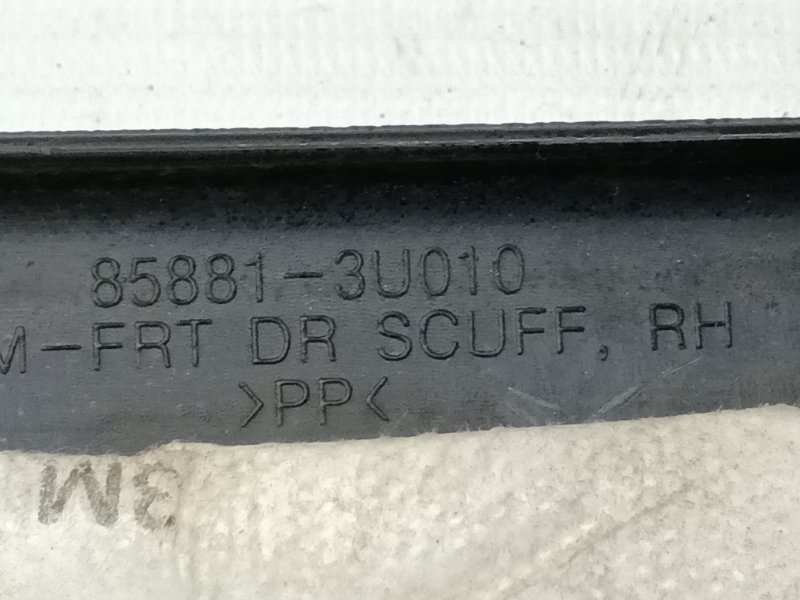 85881-3U010
M-FRT DR SCUFF, RH
>PP<
3M